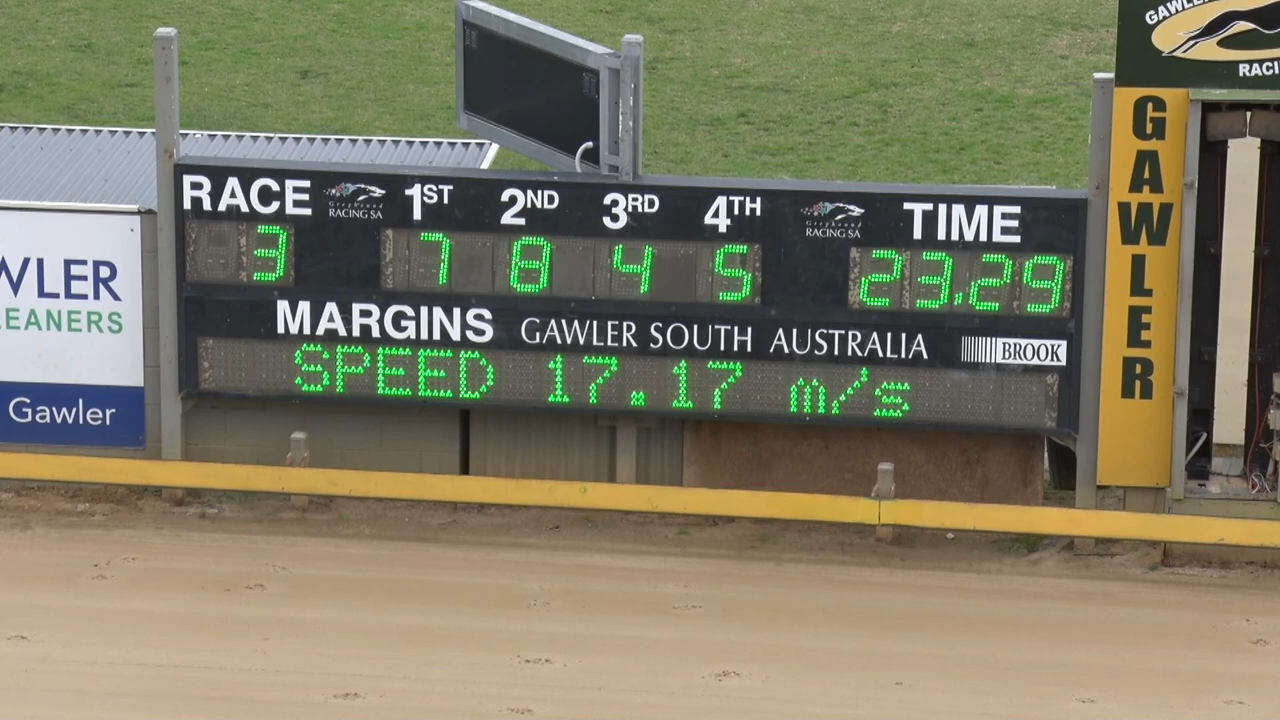 GAWLER
RACI
RACE
Greyhound
RACING SA
1ST 2ND 3RD 4TH
Greyhound
RACING SA
TIME
3 7 8 4 5 23.29
MARGINS GAWLER SOUTH AUSTRALIA BROOK
SPEED 17.17 m/s
WLER
LEANERS
Gawler
GAWLER